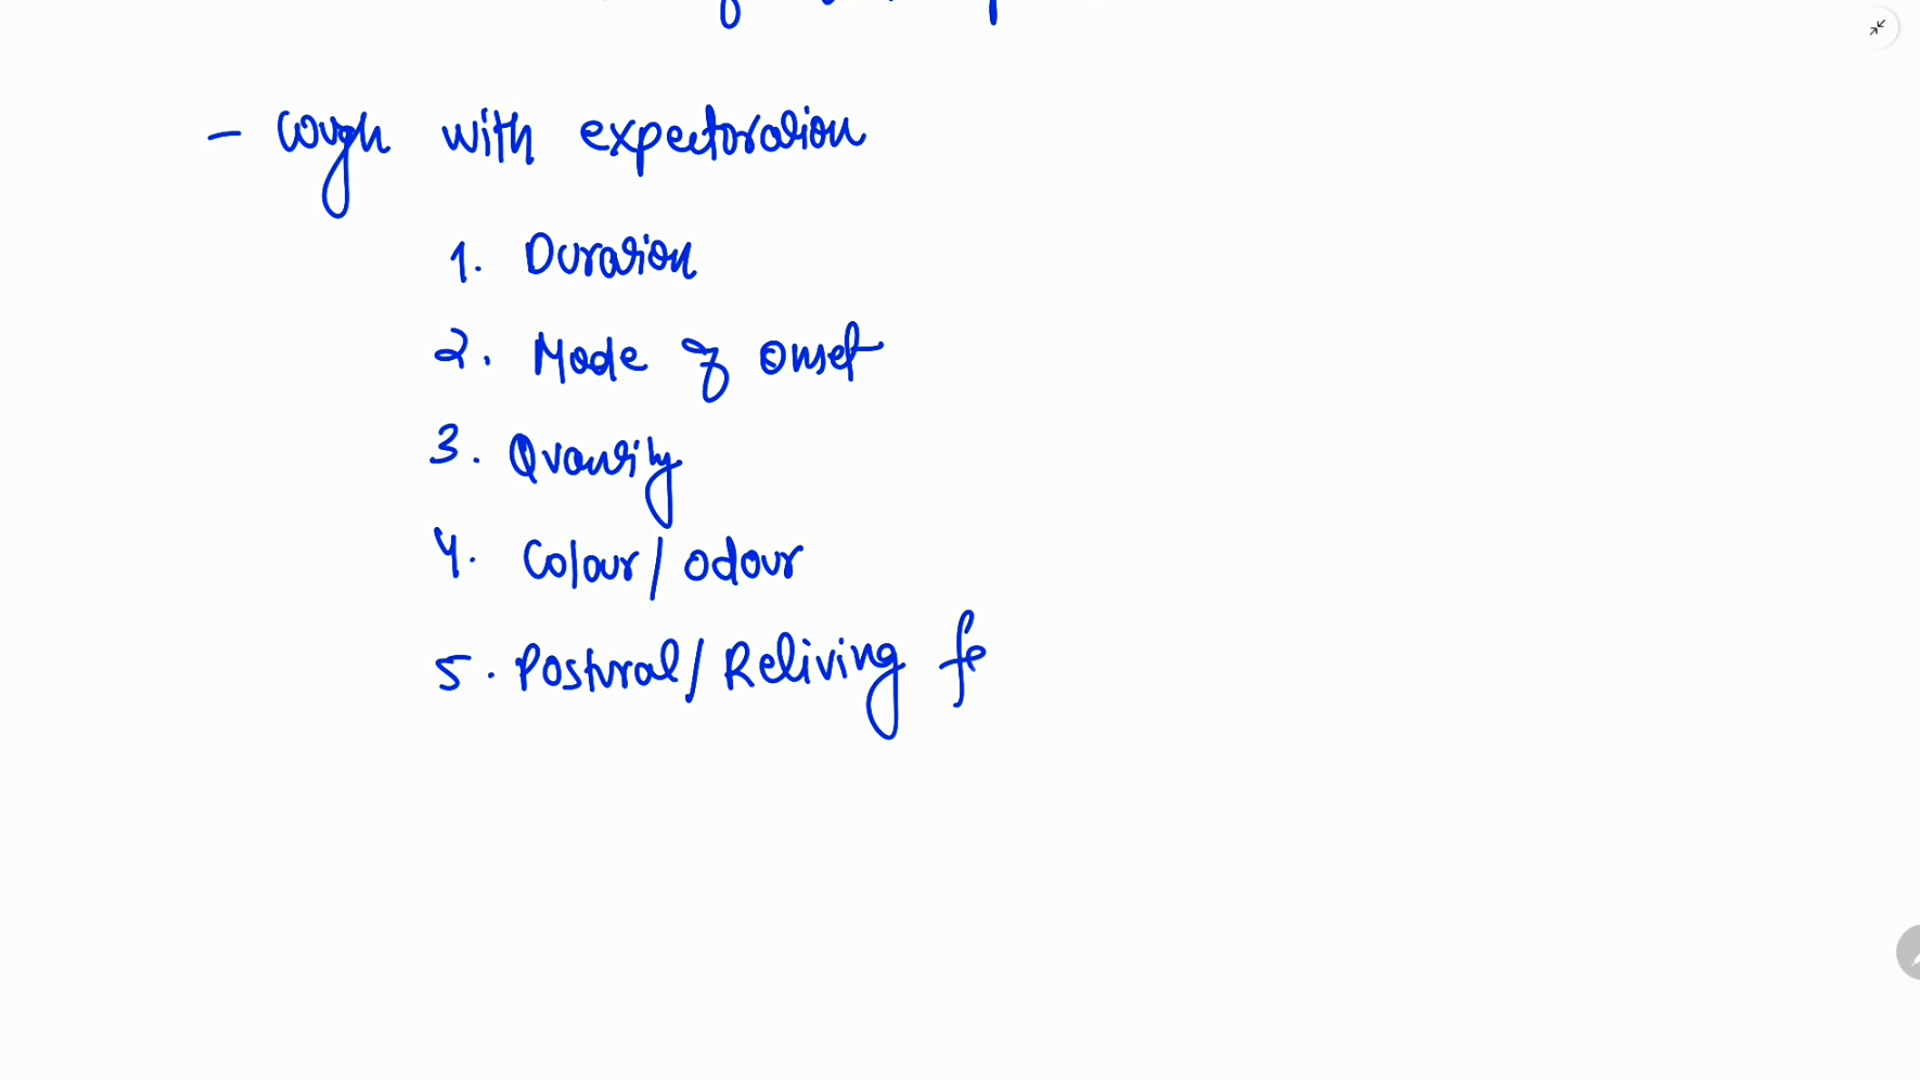 - cough with expectoration
1. Duration
2. Mode of onset
3. Quantity
4. Colour/odour
5. Postural/Reliving fe